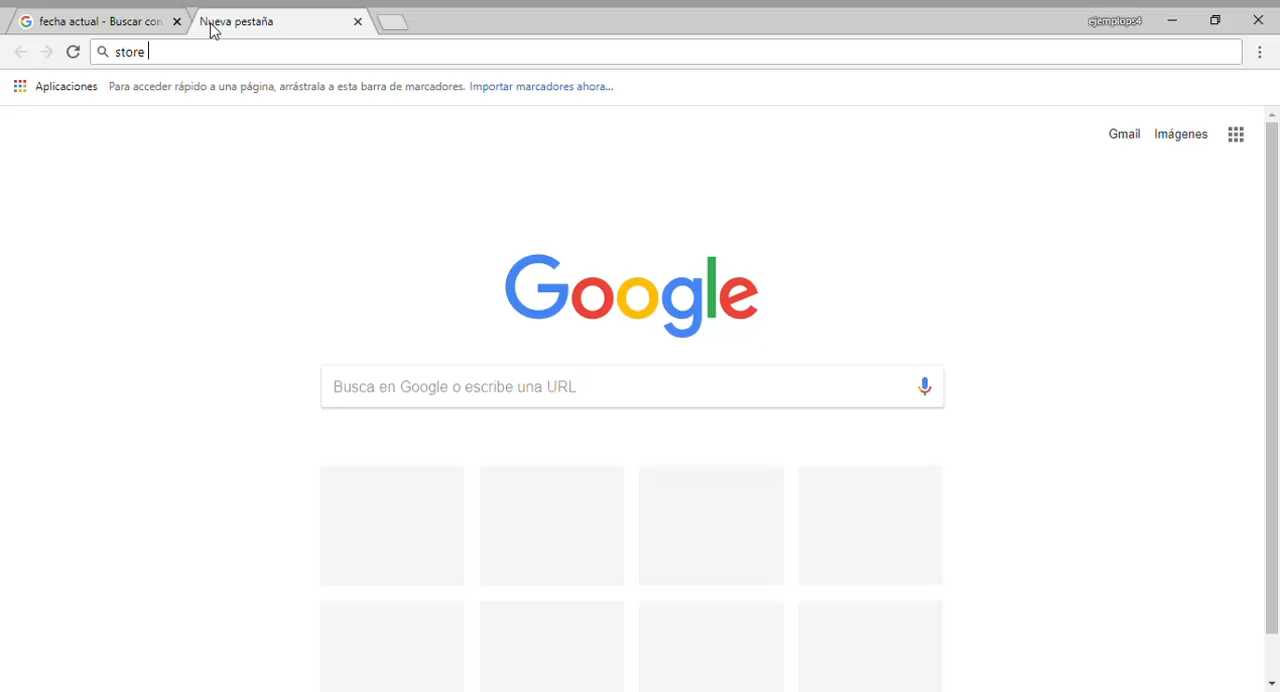 fecha actual - Buscar con
Nueva pestaña
ejemplops4
store
Aplicaciones
Para acceder rápido a una página, arrástrala a esta barra de marcadores. Importar marcadores ahora...
Gmail
Imágenes
Google
Busca en Google o escribe una URL